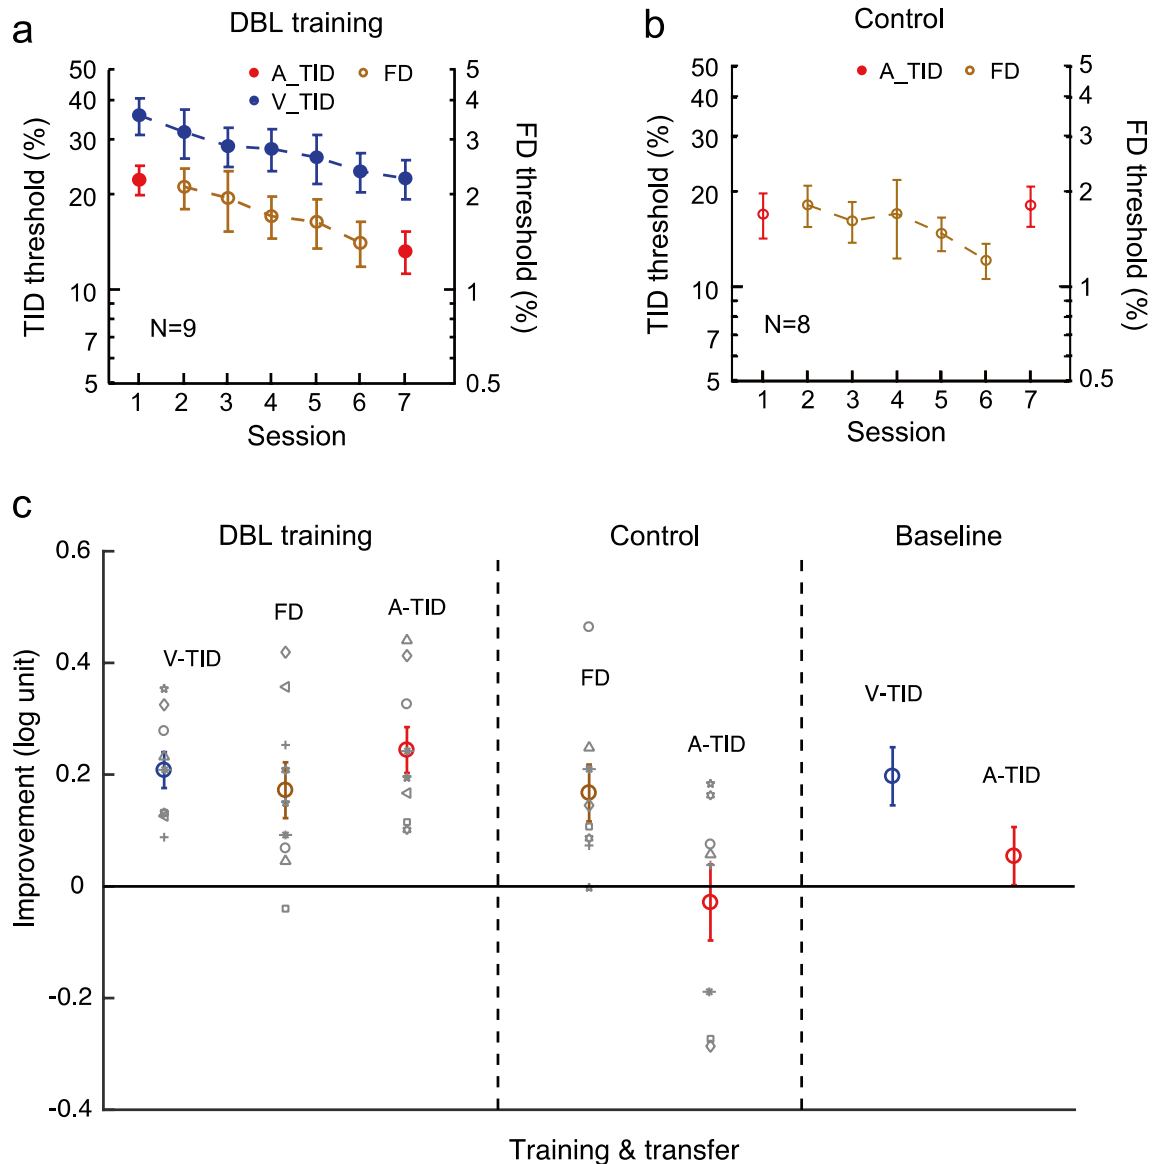 a
DBL training
A_TID
FD
V_TID
TID threshold (%)
50
40
30
20
10
7
5
FD threshold (%)
5
4
3
2
1
0.5
N=9
1 2 3 4 5 6 7
Session
b
Control
A_TID
FD
TID threshold (%)
50
40
30
20
10
7
5
FD threshold (%)
5
4
3
2
1
0.5
N=8
1 2 3 4 5 6 7
Session
c
DBL training
Control
Baseline
Improvement (log unit)
0.6
0.4
0.2
0
-0.2
-0.4
V-TID
FD
A-TID
FD
A-TID
V-TID
A-TID
Training & transfer